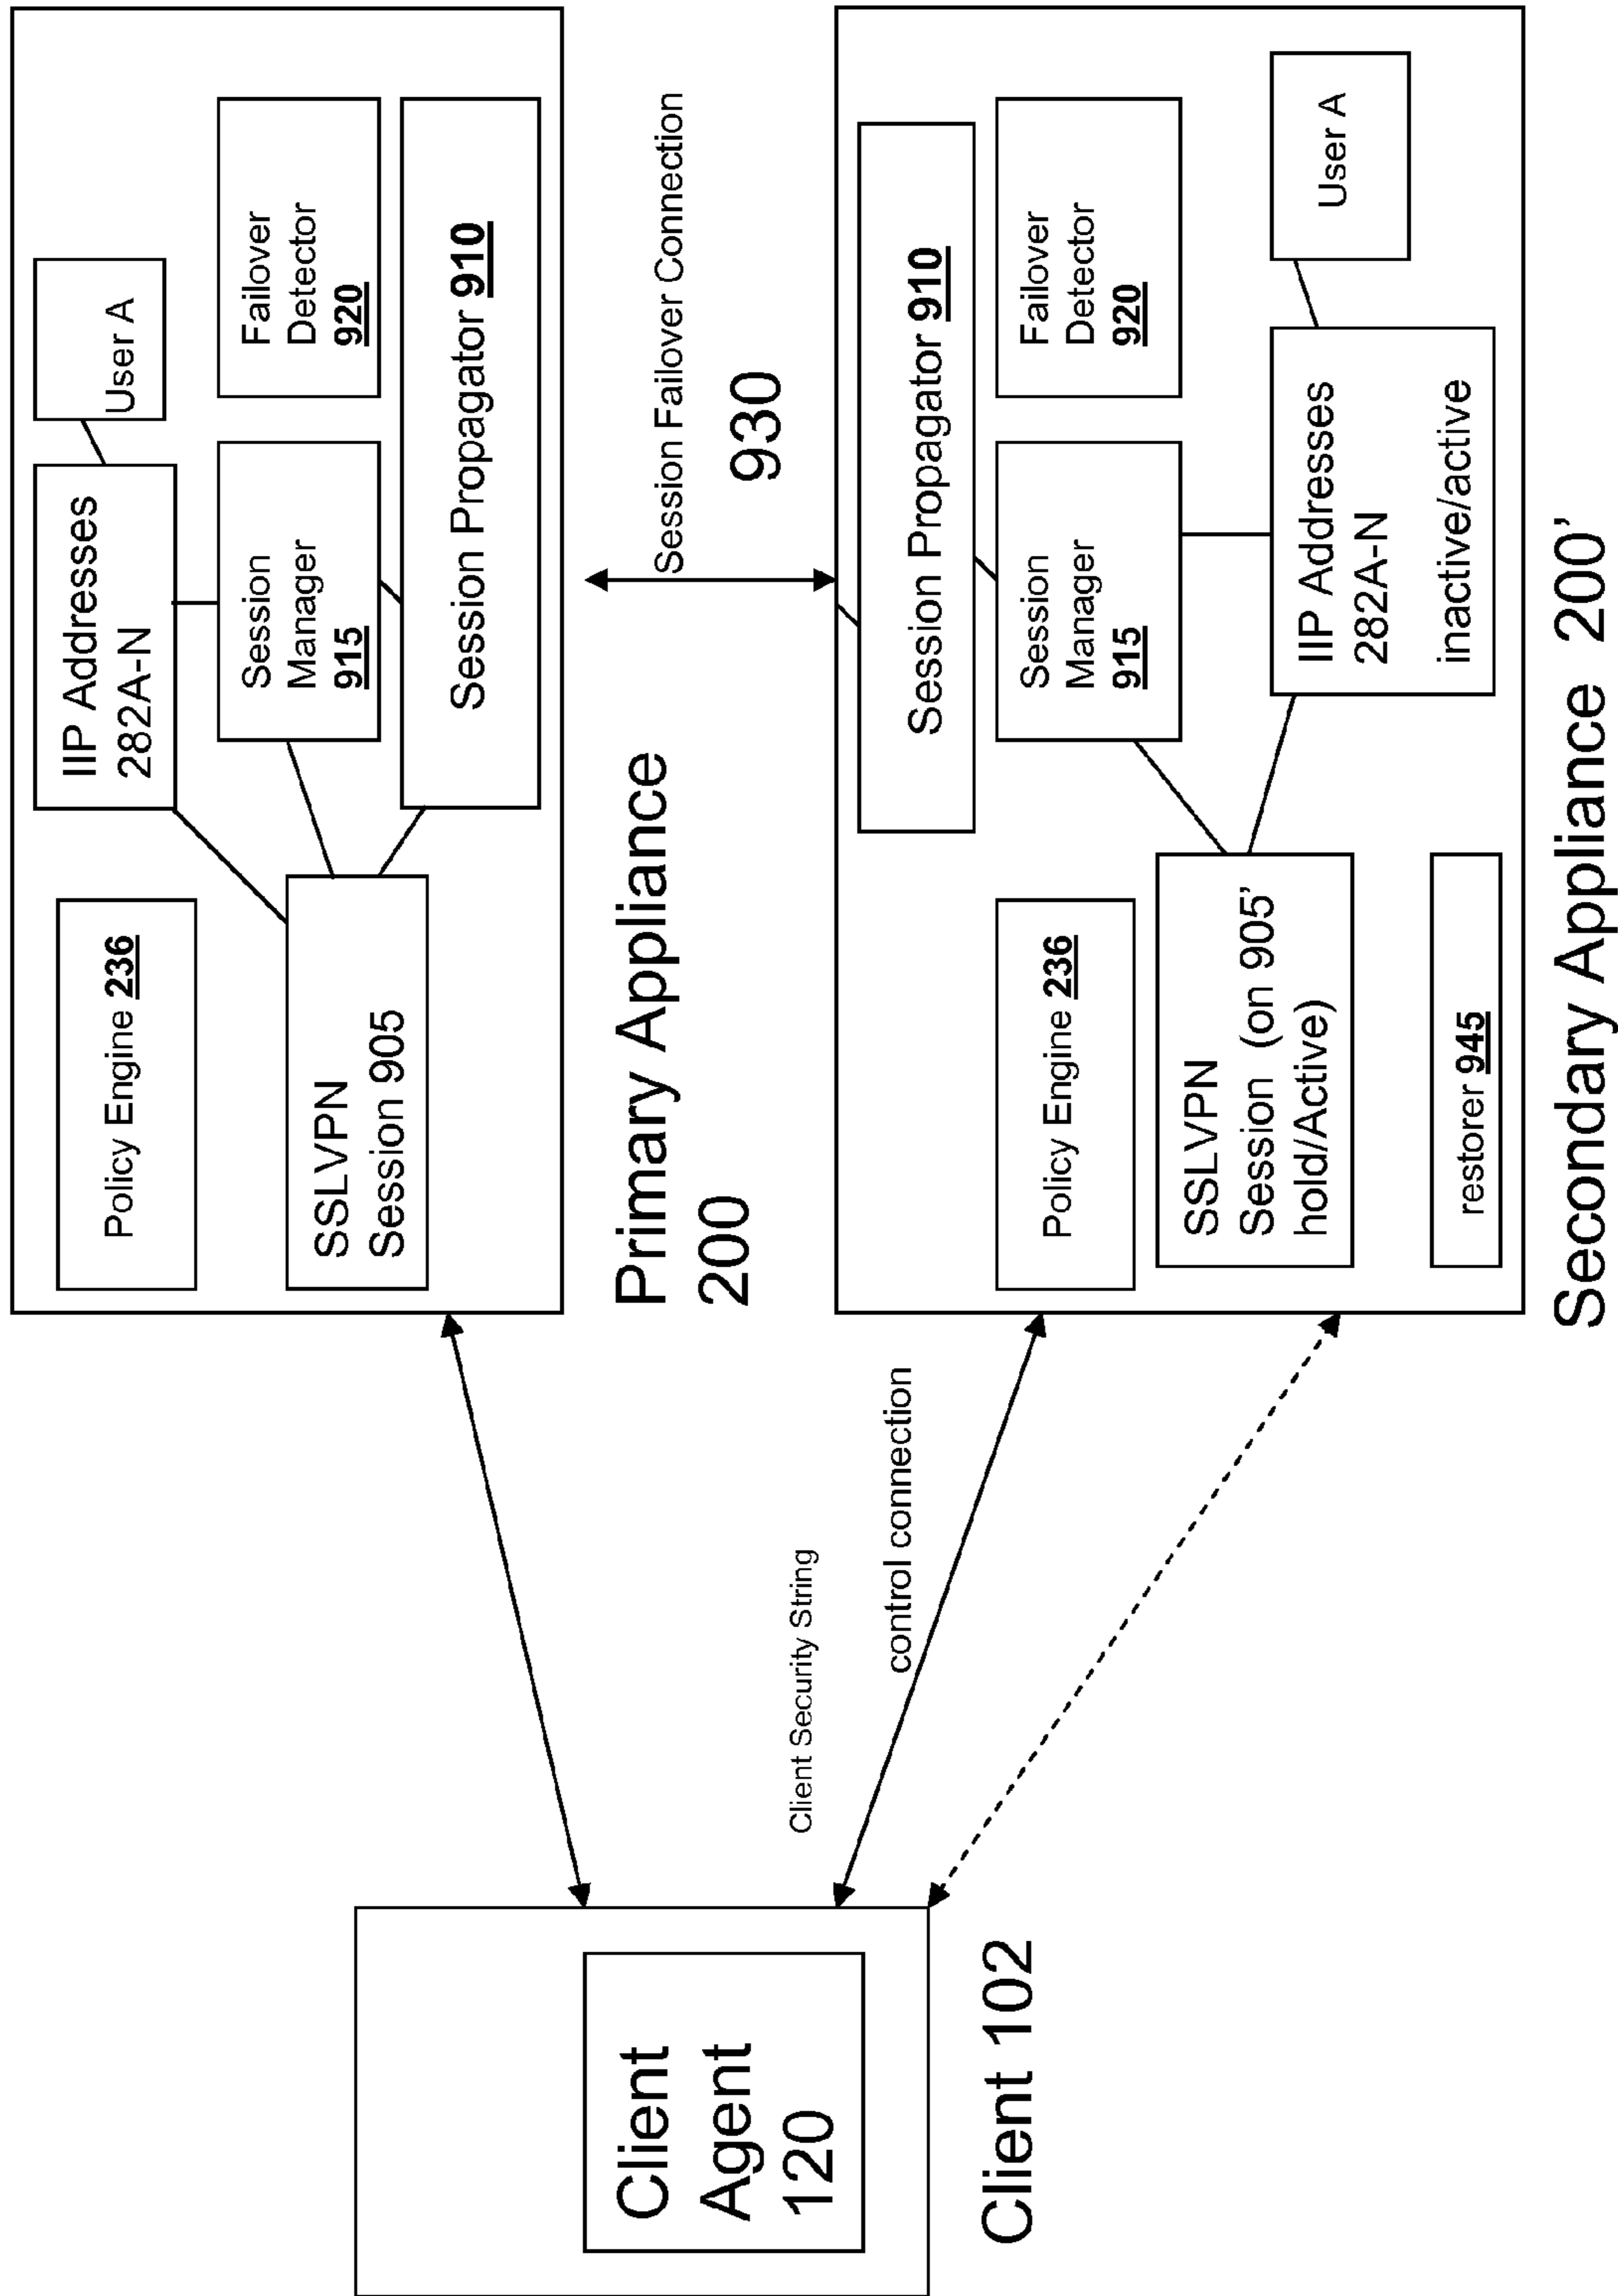 Client
Agent
120
Client 102
Client Security String
control connection
Policy Engine 236
SSLVPN
Session 905
IIP Addresses
282A-N
User A
Session
Manager
915
Failover
Detector
920
Session Propagator 910
Primary Appliance
200
Session Failover Connection
930
Session Propagator 910
Policy Engine 236
Session
Manager
915
Failover
Detector
920
SSLVPN
Session (on 905'
hold/Active)
IIP Addresses
282A-N
inactive/active
User A
restorer 945
Secondary Appliance 200'